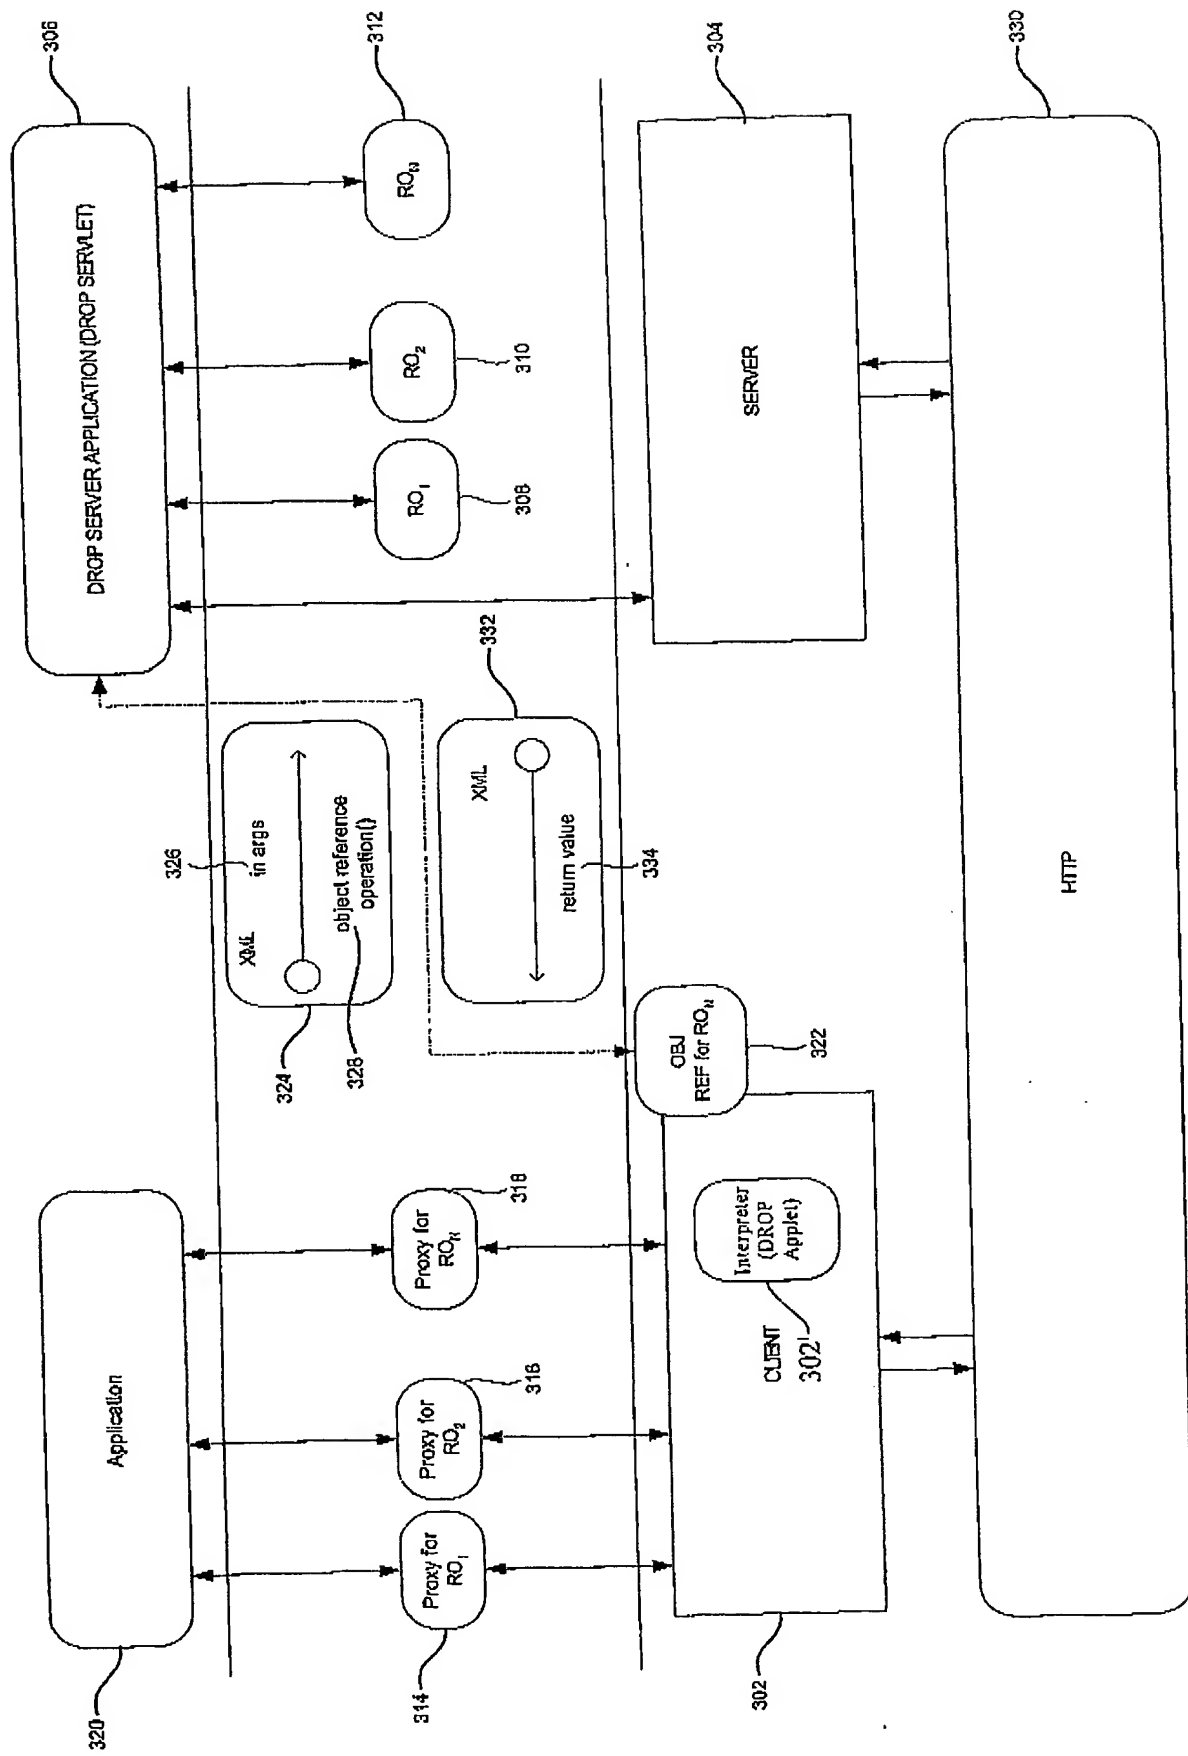 320
Application
306
DROP SERVER APPLICATION (DROP SERVLET)
326
XML
in args
object reference
operation()
324
328
314
Proxy for
RO1
Proxy for
RO2
316
Proxy for
RON
318
332
XML
return value
334
RO1
308
RO2
310
RON
312
302
CLIENT
302'
Interpreter
(DROP
Applet)
OBJ
REF for RON
322
SERVER
304
HTTP
330